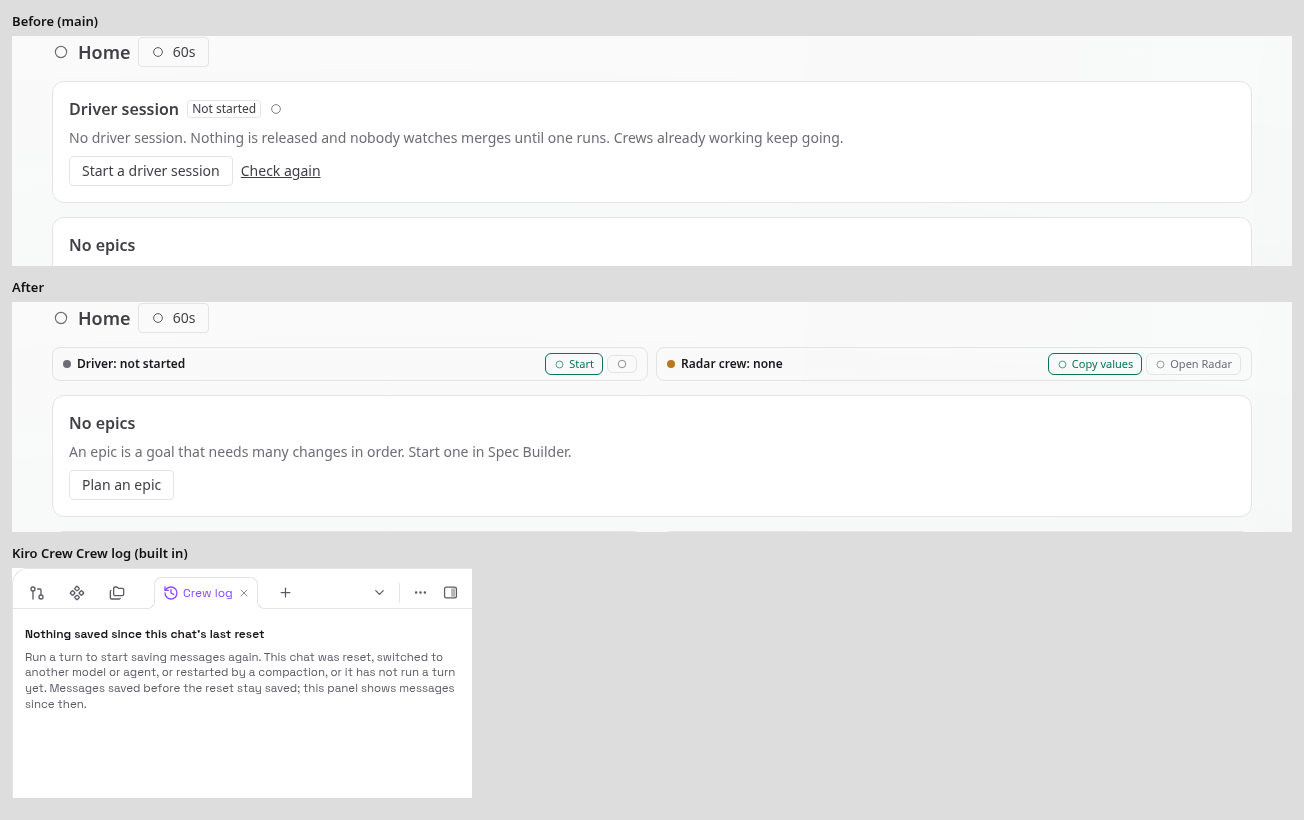 Before (main)
Home 60s
Driver session Not started
No driver session. Nothing is released and nobody watches merges until one runs. Crews already working keep going.
Start a driver session Check again
No epics
After
Home 60s
Driver: not started Start Radar crew: none Copy values Open Radar
No epics
An epic is a goal that needs many changes in order. Start one in Spec Builder.
Plan an epic
Kiro Crew Crew log (built in)
Crew log
Nothing saved since this chat's last reset
Run a turn to start saving messages again. This chat was reset, switched to
another model or agent, or restarted by a compaction, or it has not run a turn
yet. Messages saved before the reset stay saved; this panel shows messages
since then.